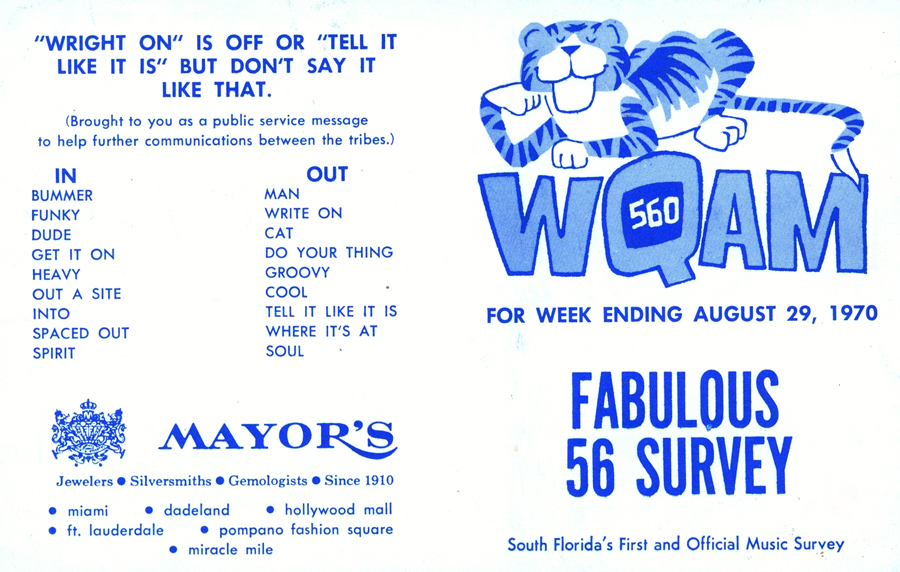 "WRIGHT ON" IS OFF OR "TELL IT
LIKE IT IS" BUT DON'T SAY IT
LIKE THAT.
(Brought to you as a public service message
to help further communications between the tribes.)
IN OUT
BUMMER MAN
FUNKY WRITE ON
DUDE CAT
GET IT ON DO YOUR THING
HEAVY GROOVY
OUT A SITE COOL
INTO TELL IT LIKE IT IS
SPACED OUT WHERE IT'S AT
SPIRIT SOUL
MAYOR'S
Jewelers ● Silversmiths ● Gemologists ● Since 1910
● miami ● dadeland ● hollywood mall
● ft. lauderdale ● pompano fashion square
● miracle mile
WQAM
560
FOR WEEK ENDING AUGUST 29, 1970
FABULOUS
56 SURVEY
South Florida's First and Official Music Survey